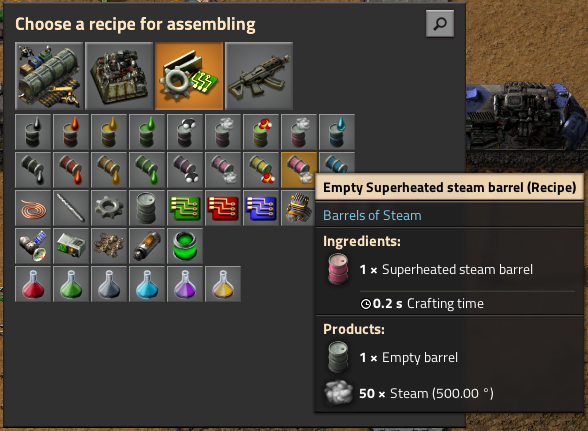 Choose a recipe for assembling
Empty Superheated steam barrel (Recipe)
Barrels of Steam
Ingredients:
1 × Superheated steam barrel
0.2 s Crafting time
Products:
1 × Empty barrel
50 × Steam (500.00 °)